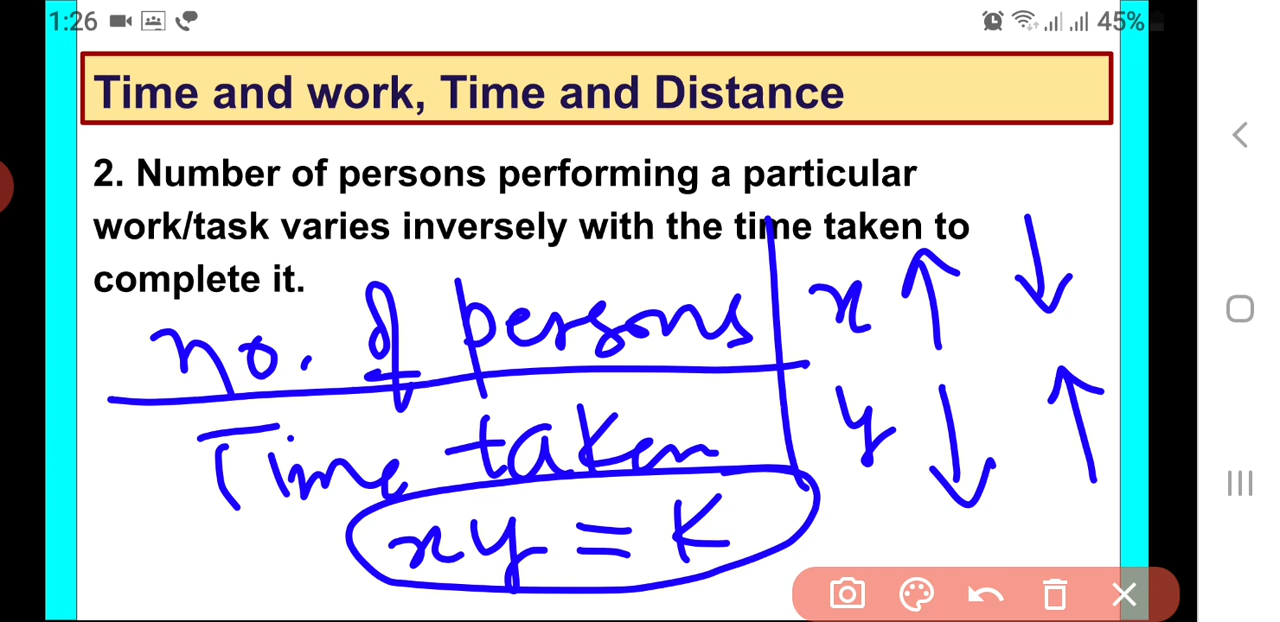 1:26
45%
Time and work, Time and Distance
2. Number of persons performing a particular
work/task varies inversely with the time taken to
complete it.
no. of persons x
Time taken y
xy = K